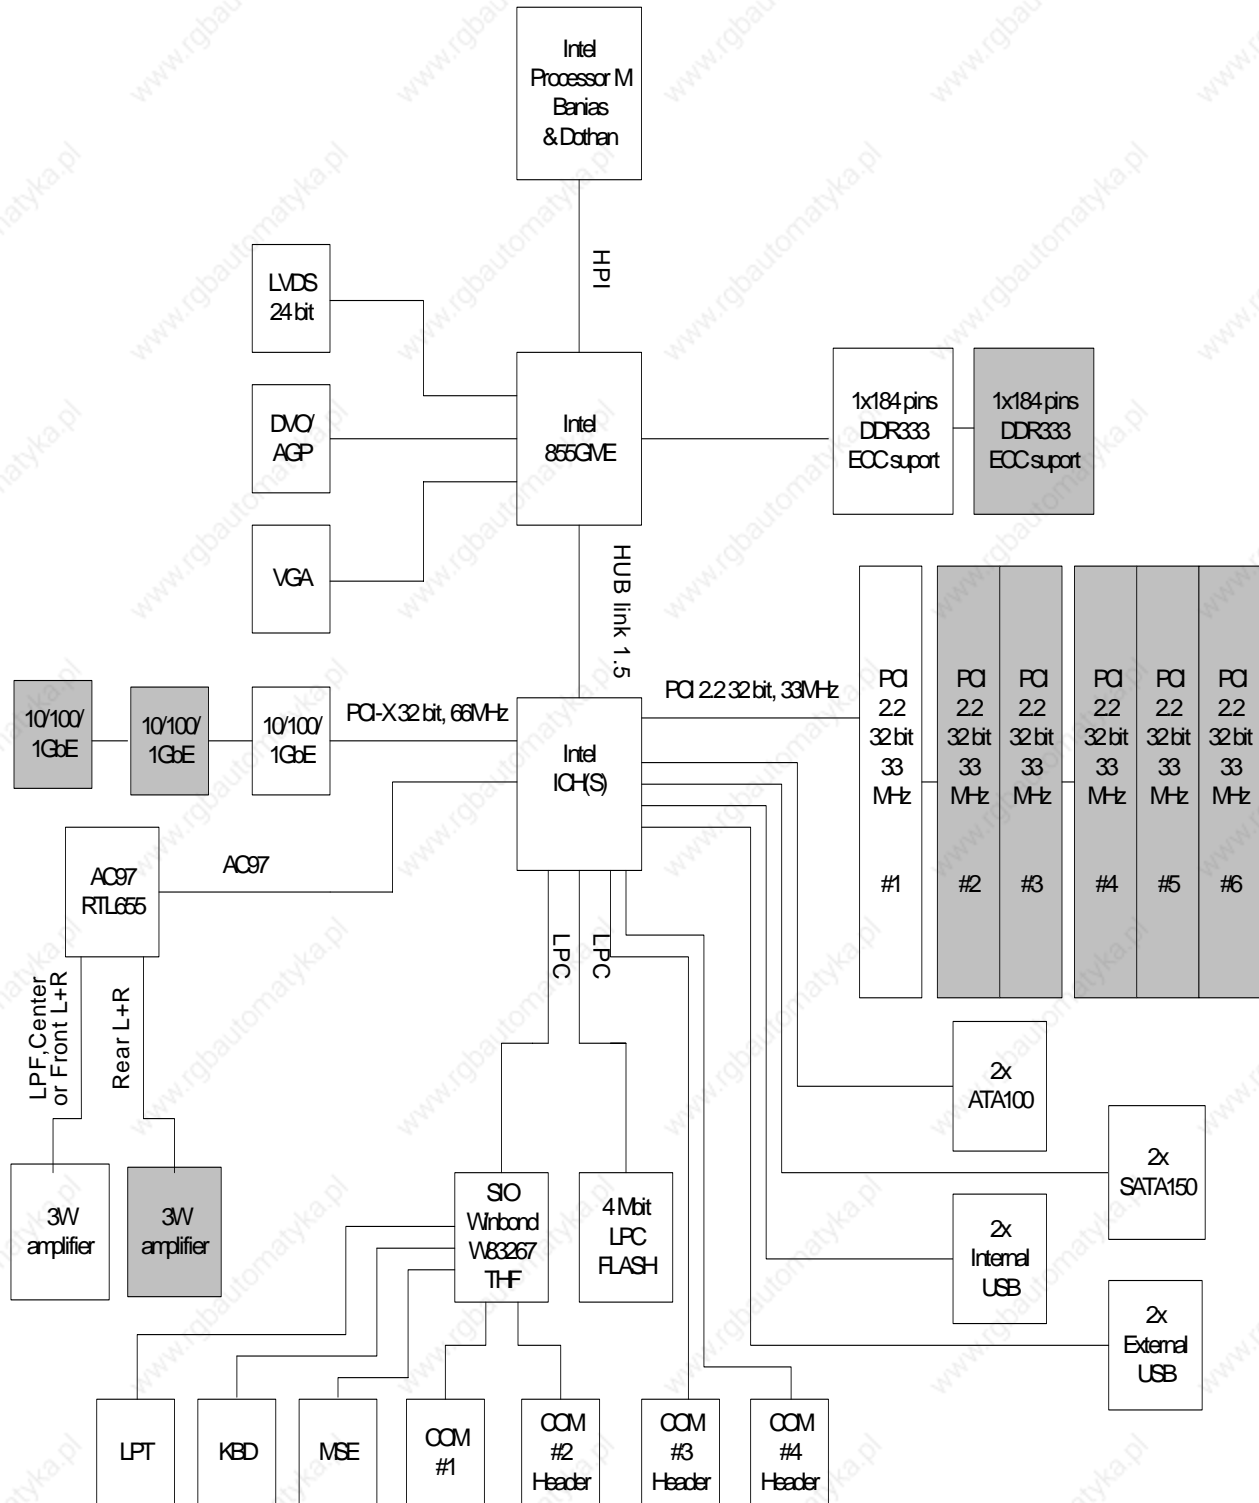 Intel
Processor M
Banias
& Dothan
HPI
LVDS
24 bit
DVO/
AGP
VGA
Intel
855GME
1x184 pins
DDR333
ECC suport
1x184 pins
DDR333
ECC suport
HUB link 1.5
10/100/
1GbE
10/100/
1GbE
10/100/
1GbE
PCI-X 32 bit, 66MHz
Intel
ICH(S)
PCI 2.2 32 bit, 33MHz
PCI
2.2
32 bit
33
MHz
#1
PCI
2.2
32 bit
33
MHz
#2
PCI
2.2
32 bit
33
MHz
#3
PCI
2.2
32 bit
33
MHz
#4
PCI
2.2
32 bit
33
MHz
#5
PCI
2.2
32 bit
33
MHz
#6
AC97
RTL655
AC97
LPF,Center
or Front L+R
Rear L+R
LPC
LPC
3W
amplifier
3W
amplifier
SIO
Winbond
W83267
THF
4 Mbit
LPC
FLASH
2x
ATA100
2x
SATA150
2x
Internal
USB
2x
External
USB
LPT
KBD
MSE
COM
#1
COM
#2
Header
COM
#3
Header
COM
#4
Header
www.rgbautomatyka.pl